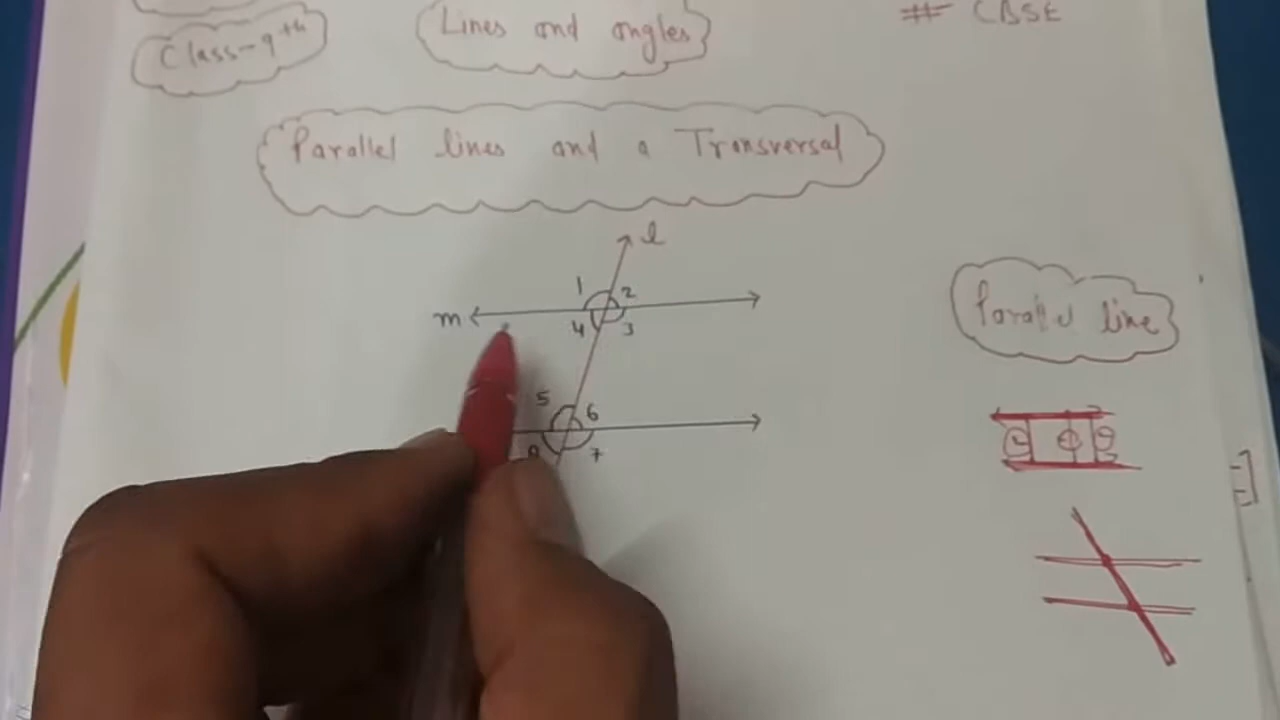 Class-9th
Lines and angles
# CBSE
Parallel lines and a Transversal
l
1 2
m
4 3
5 6
8 7
Parallel line